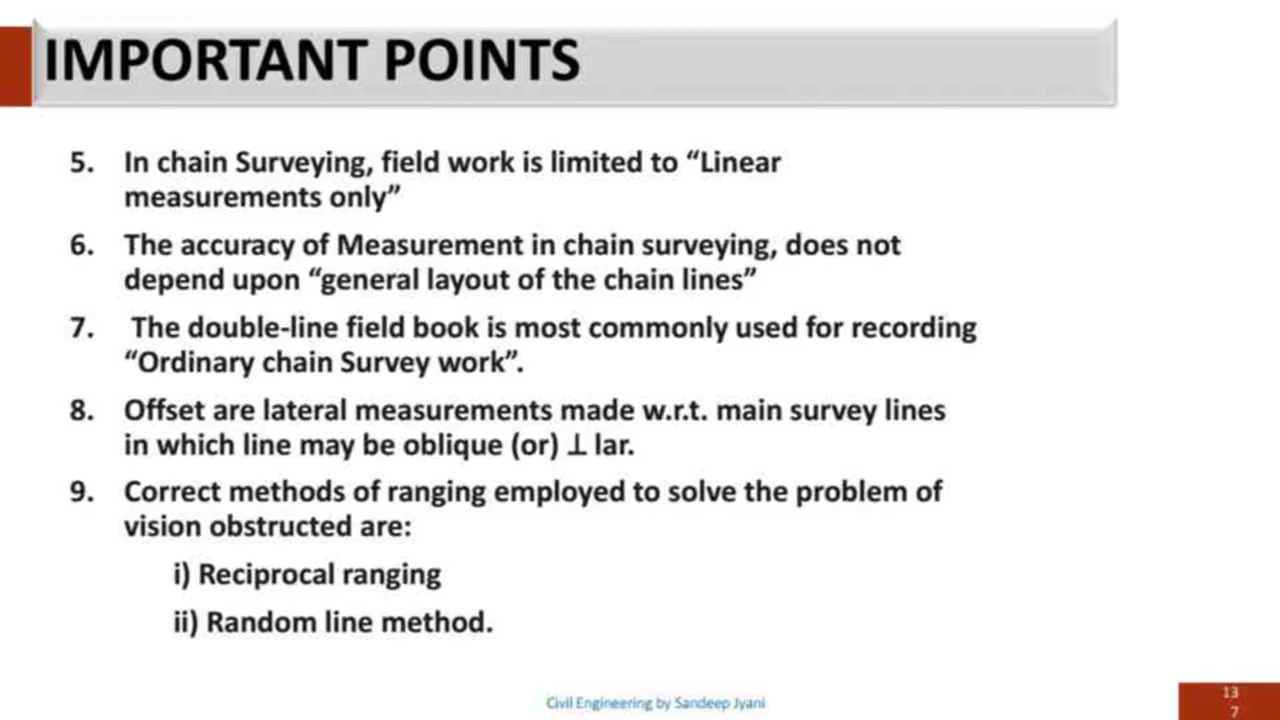 IMPORTANT POINTS
5. In chain Surveying, field work is limited to “Linear
measurements only”
6. The accuracy of Measurement in chain surveying, does not
depend upon “general layout of the chain lines”
7. The double-line field book is most commonly used for recording
“Ordinary chain Survey work”.
8. Offset are lateral measurements made w.r.t. main survey lines
in which line may be oblique (or) ⊥ lar.
9. Correct methods of ranging employed to solve the problem of
vision obstructed are:
i) Reciprocal ranging
ii) Random line method.
Civil Engineering by Sandeep Jyani
13
7